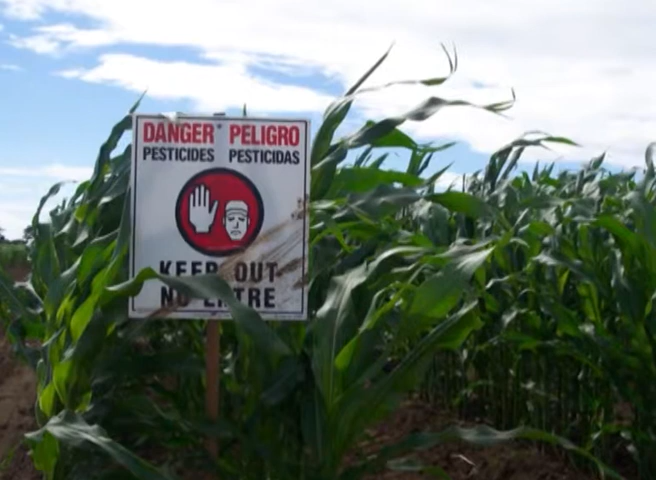 DANGER PELIGRO
PESTICIDES PESTICIDAS
KEEP OUT
NO ENTRE